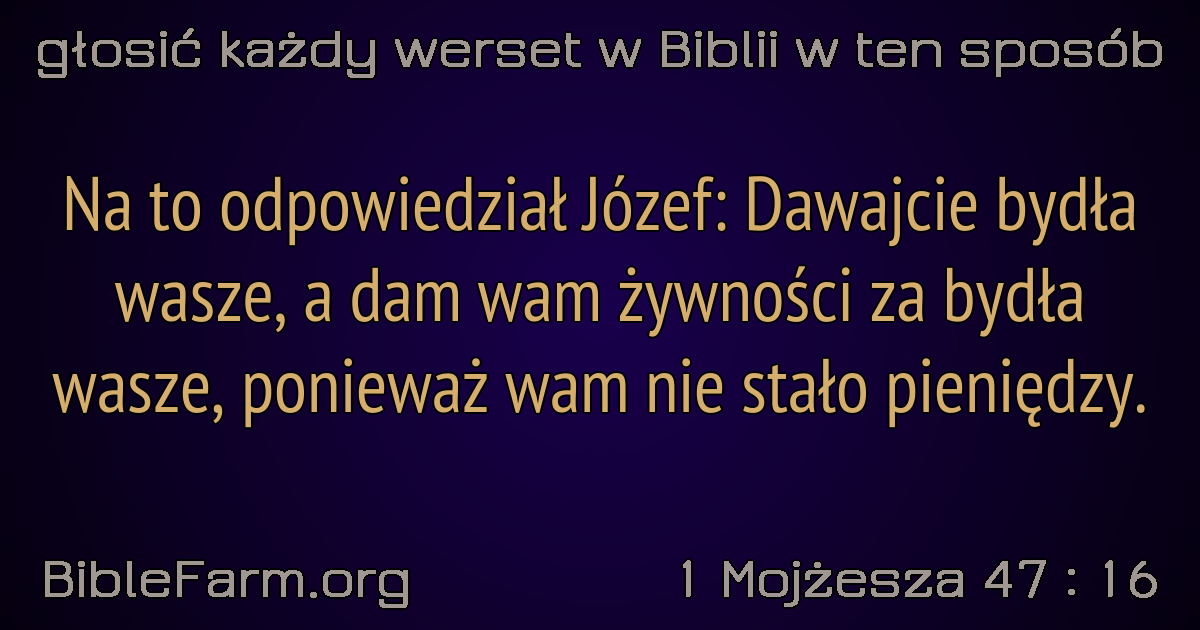 głosić każdy werset w Biblii w ten sposób
Na to odpowiedział Józef: Dawajcie bydła
wasze, a dam wam żywności za bydła
wasze, ponieważ wam nie stało pieniędzy.
BibleFarm.org
1 Mojżesza 47 : 16